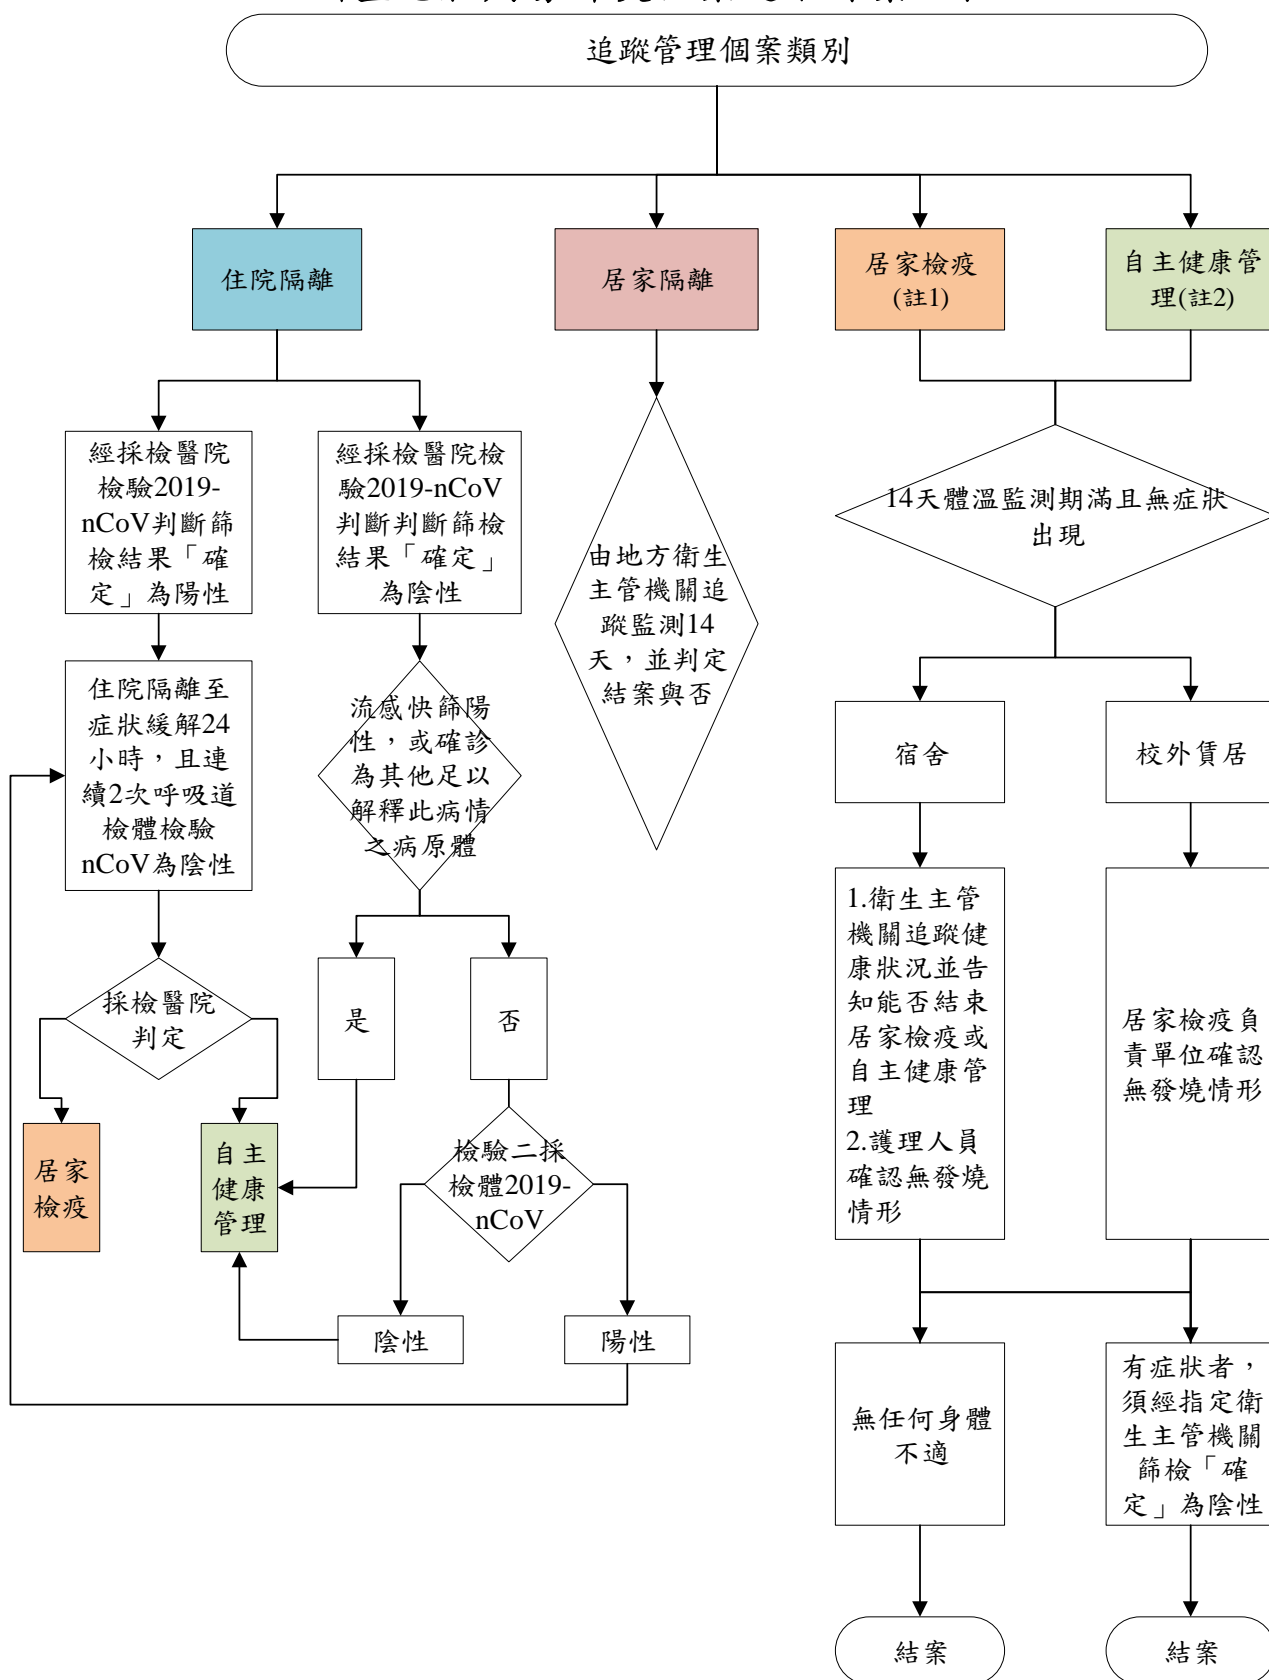 追蹤管理個案類別
住院隔離
居家隔離
居家檢疫
(註1)
自主健康管
理(註2)
經採檢醫院
檢驗2019-
nCoV判斷篩
檢結果「確
定」為陽性
經採檢醫院檢
驗2019-nCoV
判斷判斷篩檢
結果「確定」
為陰性
由地方衛生
主管機關追
蹤監測14
天，並判定
結案與否
14天體溫監測期滿且無症狀
出現
住院隔離至
症狀緩解24
小時，且連
續2次呼吸道
檢體檢驗
nCoV為陰性
流感快篩陽
性，或確診
為其他足以
解釋此病情
之病原體
宿舍
校外賃居
1.衛生主管
機關追蹤健
康狀況並告
知能否結束
居家檢疫或
自主健康管
理
2.護理人員
確認無發燒
情形
居家檢疫負
責單位確認
無發燒情形
採檢醫院
判定
是
否
居家
檢疫
自主
健康
管理
檢驗二採
檢體2019-
nCoV
陰性
陽性
無任何身體
不適
有症狀者，
須經指定衛
生主管機關
篩檢「確
定」為陰性
結案
結案